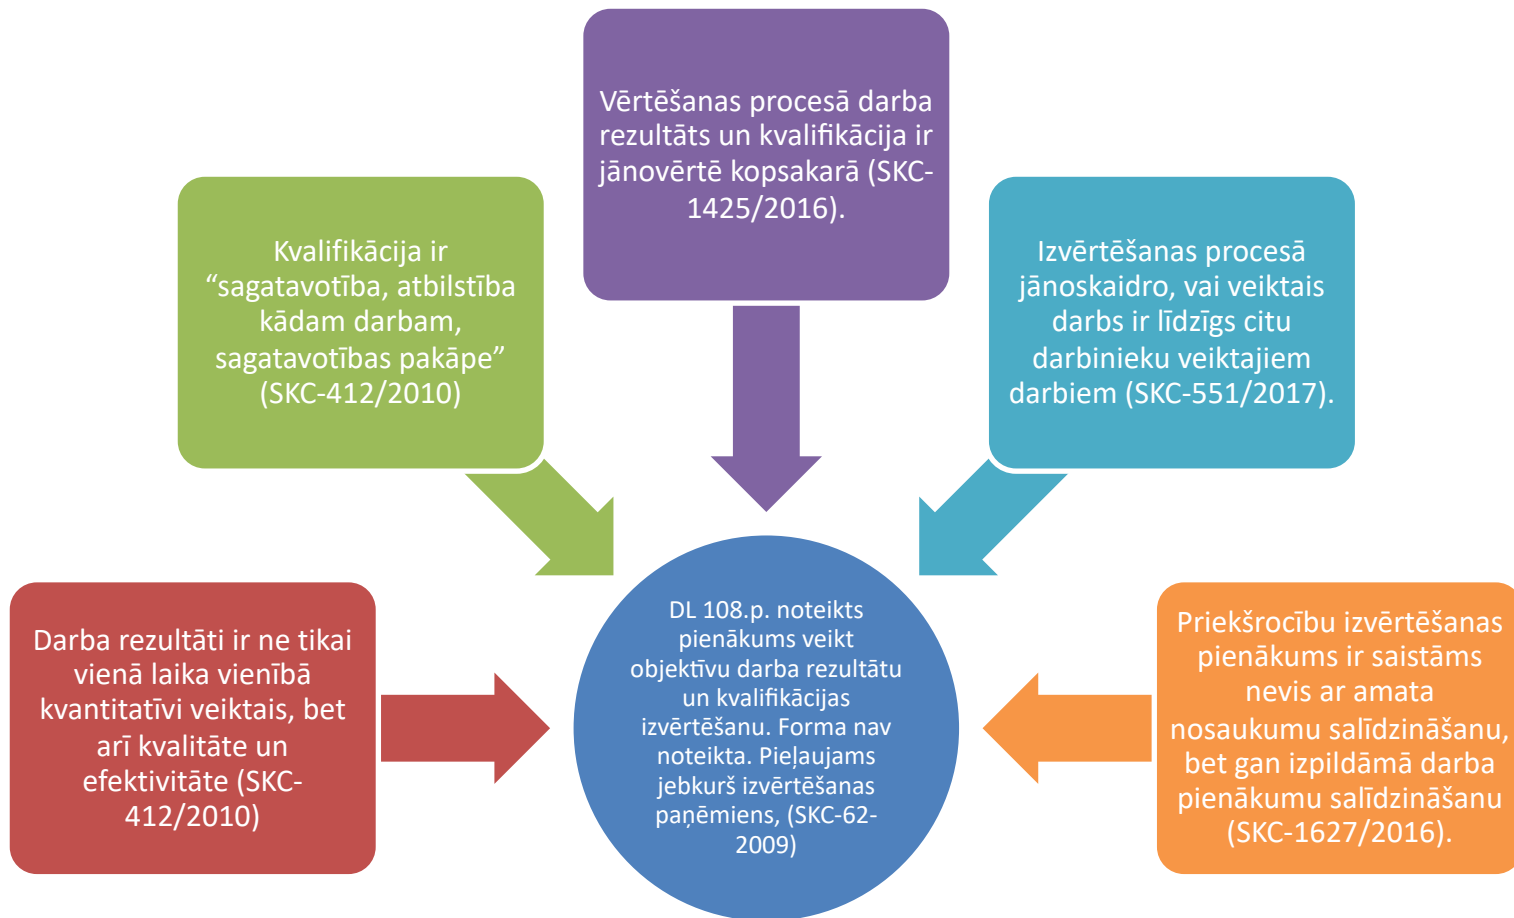 Vērtēšanas procesā darba
rezultāts un kvalifikācija ir
jānovērtē kopsakarā (SKC-
1425/2016).
Kvalifikācija ir
“sagatavotība, atbilstība
kādam darbam,
sagatavotības pakāpe”
(SKC-412/2010)
Izvērtēšanas procesā
jānoskaidro, vai veiktais
darbs ir līdzīgs citu
darbinieku veiktajiem
darbiem (SKC-551/2017).
Darba rezultāti ir ne tikai
vienā laika vienībā
kvantitatīvi veiktais, bet
arī kvalitāte un
efektivitāte (SKC-
412/2010)
DL 108.p. noteikts
pienākums veikt
objektīvu darba rezultātu
un kvalifikācijas
izvērtēšanu. Forma nav
noteikta. Pieļaujams
jebkurš izvērtēšanas
paņēmiens, (SKC-62-
2009)
Priekšrocību izvērtēšanas
pienākums ir saistāms
nevis ar amata
nosaukumu salīdzināšanu,
bet gan izpildāmā darba
pienākumu salīdzināšanu
(SKC-1627/2016).